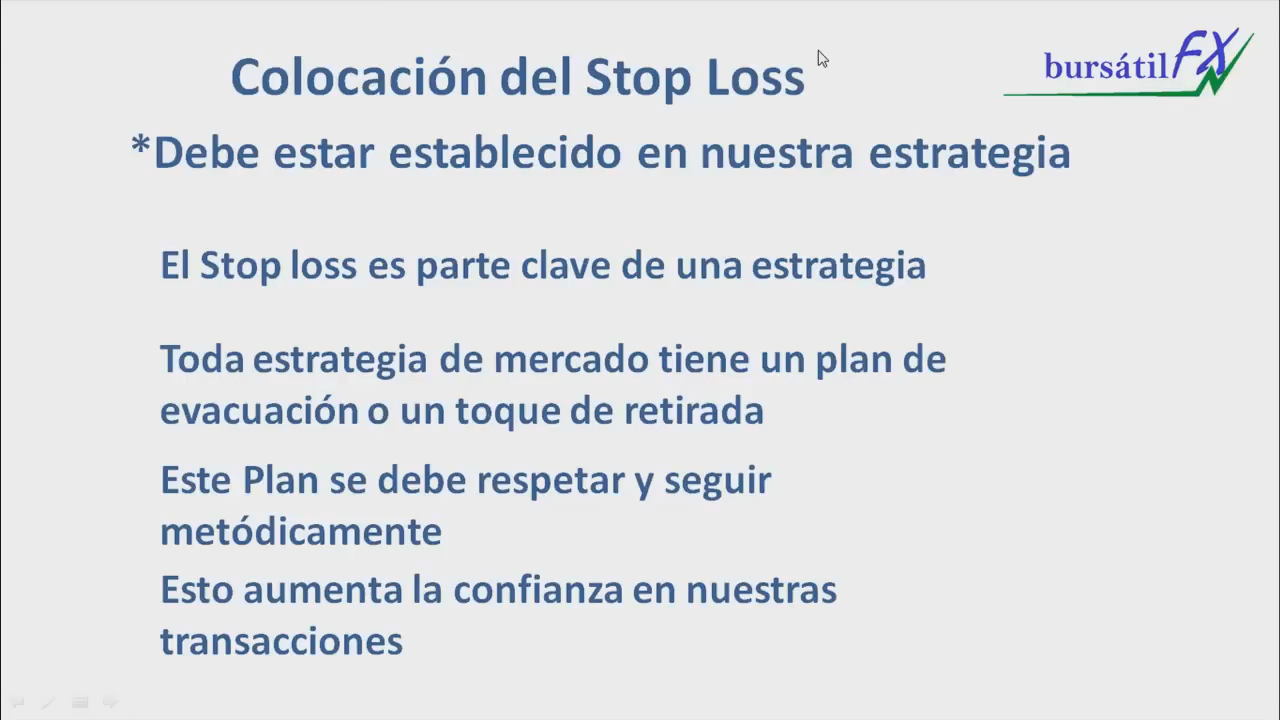 bursátil FX
Colocación del Stop Loss
*Debe estar establecido en nuestra estrategia
El Stop loss es parte clave de una estrategia
Toda estrategia de mercado tiene un plan de
evacuación o un toque de retirada
Este Plan se debe respetar y seguir
metódicamente
Esto aumenta la confianza en nuestras
transacciones